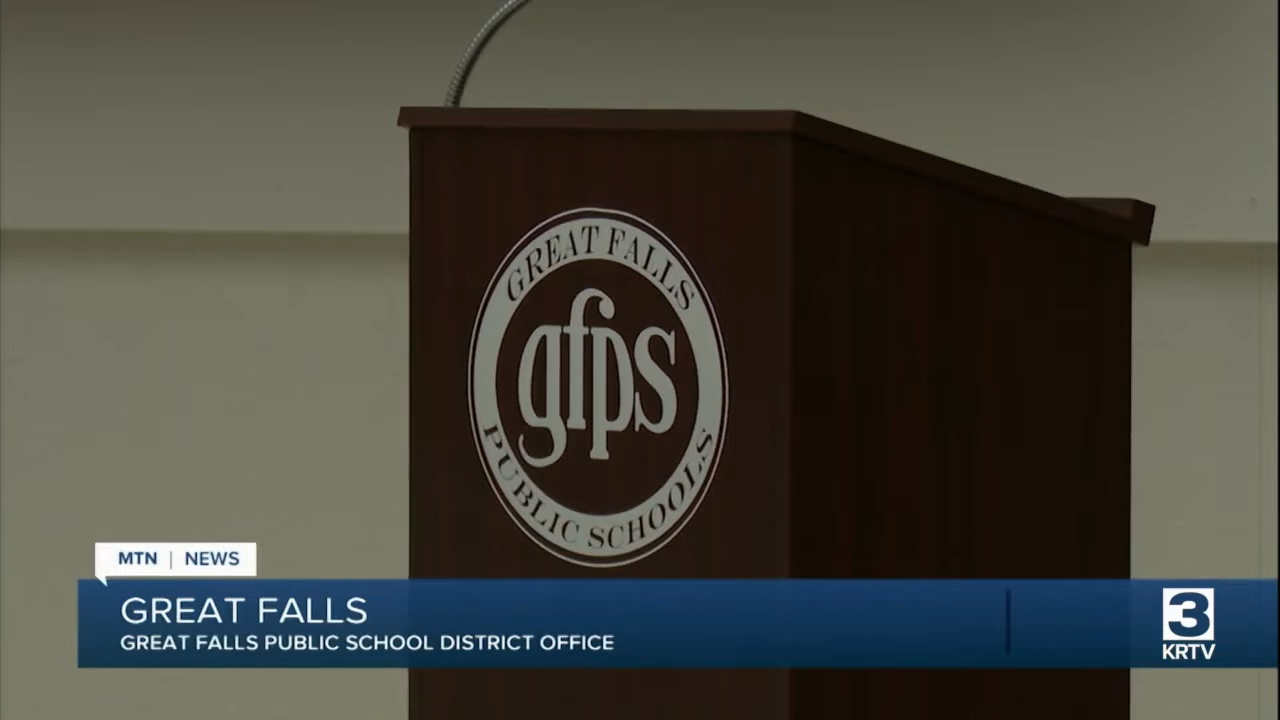 GREAT FALLS
gfps
PUBLIC SCHOOLS
MTN | NEWS
GREAT FALLS
GREAT FALLS PUBLIC SCHOOL DISTRICT OFFICE
3
KRTV